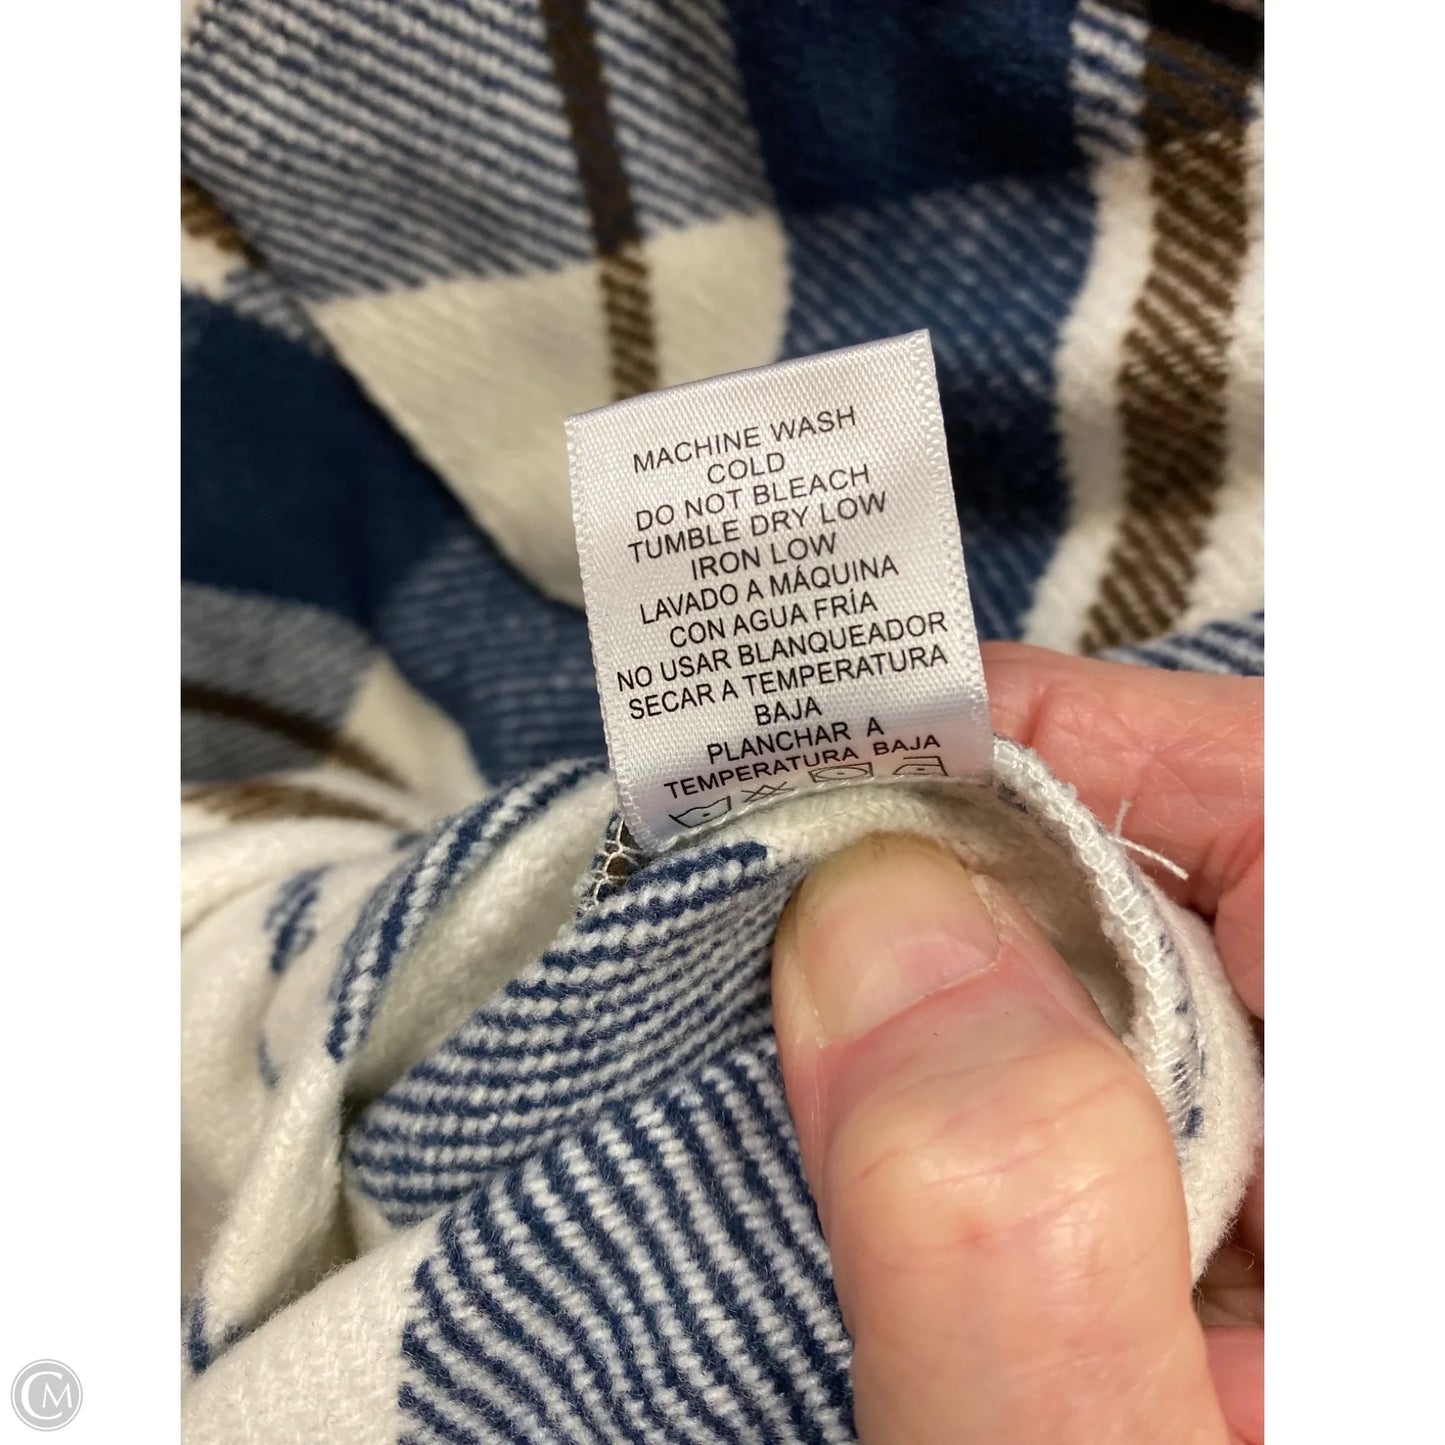 MACHINE WASH
COLD
DO NOT BLEACH
TUMBLE DRY LOW
IRON LOW
LAVADO A MÁQUINA
CON AGUA FRÍA
NO USAR BLANQUEADOR
SECAR A TEMPERATURA
BAJA
PLANCHAR A
TEMPERATURA BAJA
CM